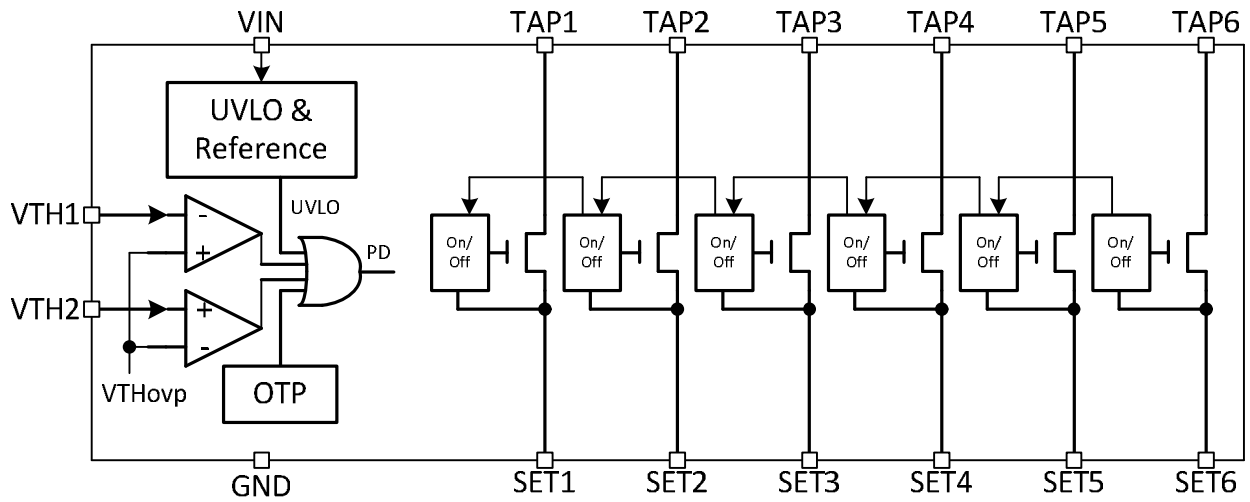 VIN TAP1 TAP2 TAP3 TAP4 TAP5 TAP6
UVLO &
Reference
VTH1
-
+
UVLO
PD
VTH2
+
-
VTHovp
OTP
On/
Off
On/
Off
On/
Off
On/
Off
On/
Off
On/
Off
GND SET1 SET2 SET3 SET4 SET5 SET6